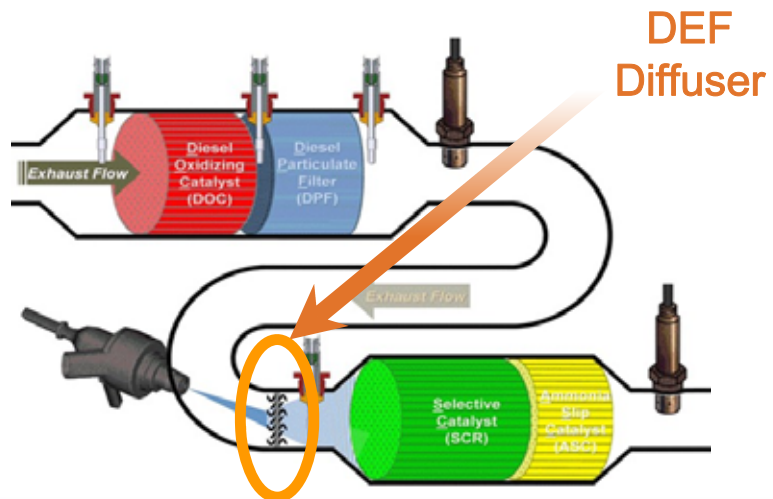 DEF
Diffuser
Diesel
Oxidizing
Catalyst
(DOC)
Diesel
Particulate
Filter
(DPF)
Exhaust Flow
Exhaust Flow
Selective
Catalyst
(SCR)
Ammonia
Slip
Catalyst
(ASC)